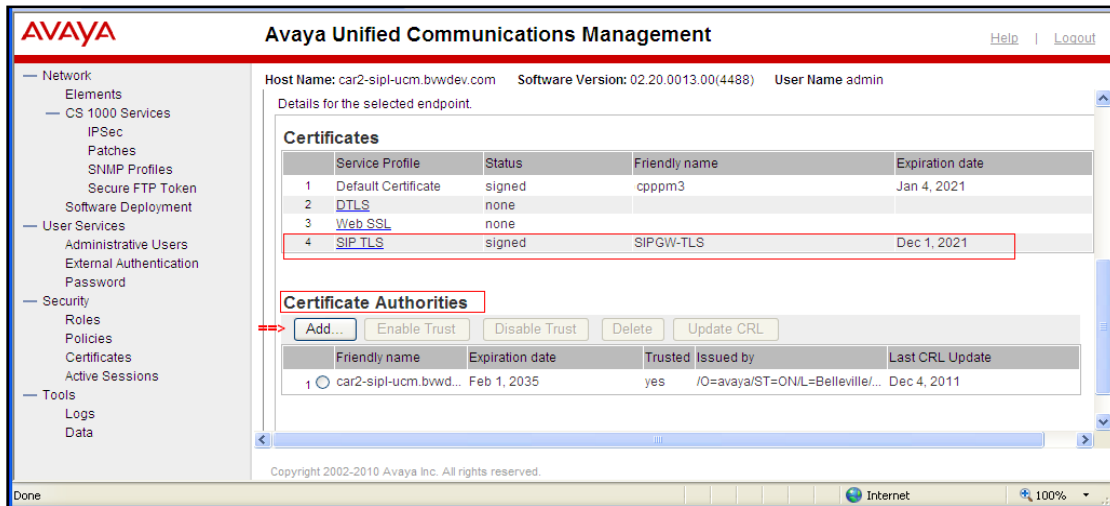 AVAYA
Avaya Unified Communications Management
Help | Logout
— Network
Elements
— CS 1000 Services
IPSec
Patches
SNMP Profiles
Secure FTP Token
Software Deployment
— User Services
Administrative Users
External Authentication
Password
— Security
Roles
Policies
Certificates
Active Sessions
— Tools
Logs
Data
Host Name: car2-sipl-ucm.bvwdev.com Software Version: 02.20.0013.00(4488) User Name admin
Details for the selected endpoint.
Certificates
Service Profile Status Friendly name Expiration date
1 Default Certificate signed cpppm3 Jan 4, 2021
2 DTLS none
3 Web SSL none
4 SIP TLS signed SIPGW-TLS Dec 1, 2021
Certificate Authorities
==> Add... Enable Trust Disable Trust Delete Update CRL
Friendly name Expiration date Trusted Issued by Last CRL Update
1 car2-sipl-ucm.bvwd... Feb 1, 2035 yes /O=avaya/ST=ON/L=Belleville/... Dec 4, 2011
Copyright 2002-2010 Avaya Inc. All rights reserved.
Done Internet 100%